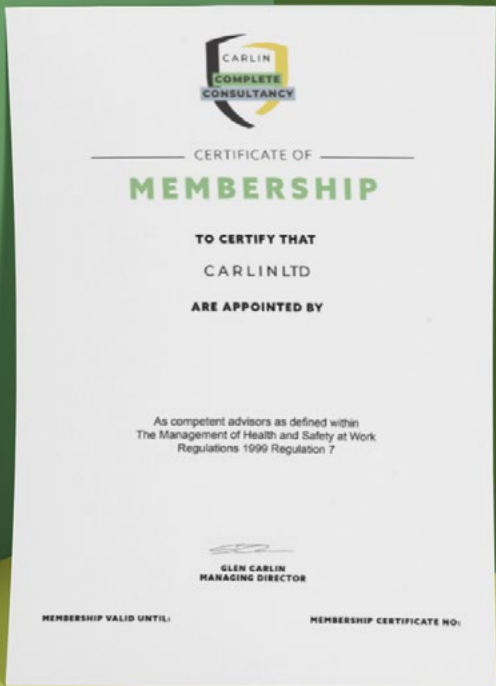 CARLIN
COMPLETE
CONSULTANCY
CERTIFICATE OF
MEMBERSHIP
TO CERTIFY THAT
CARLINLTD
ARE APPOINTED BY
As competent advisors as defined within
The Management of Health and Safety at Work
Regulations 1999 Regulation 7
GLEN CARLIN
MANAGING DIRECTOR
MEMBERSHIP VALID UNTIL: MEMBERSHIP CERTIFICATE NO: